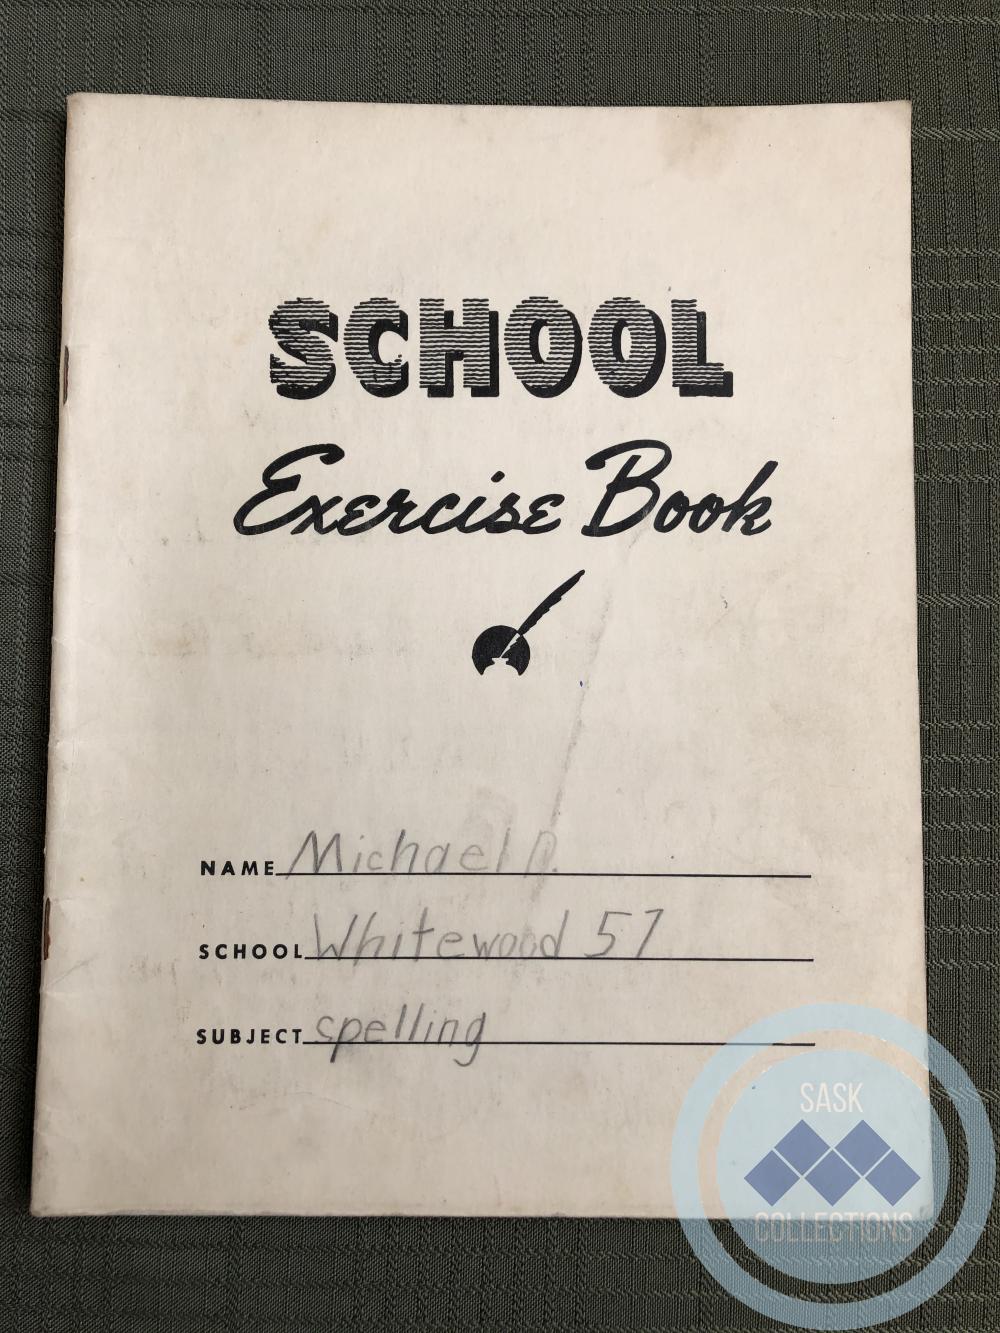 SCHOOL
Exercise Book
NAME Michael D.
SCHOOL Whitewood 57
SUBJECT spelling
SASK
COLLECTIONS